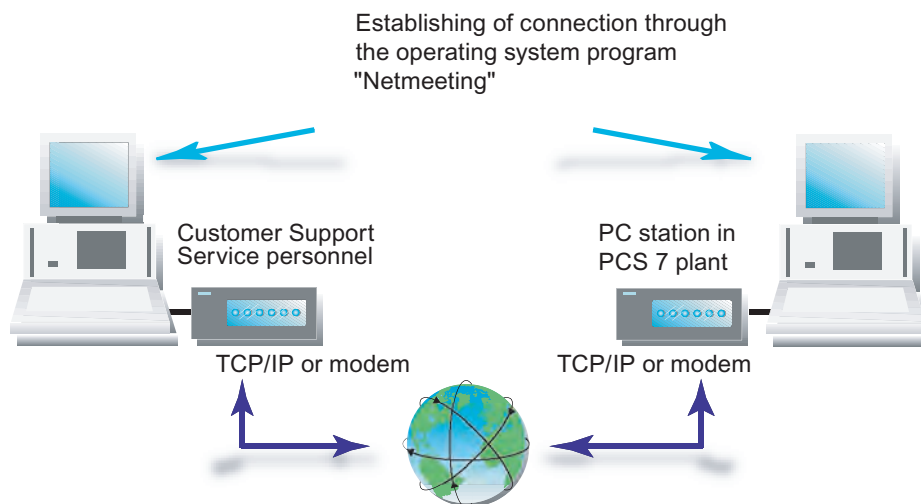 Establishing of connection through
the operating system program
"Netmeeting"
Customer Support
Service personnel
PC station in
PCS 7 plant
TCP/IP or modem
TCP/IP or modem